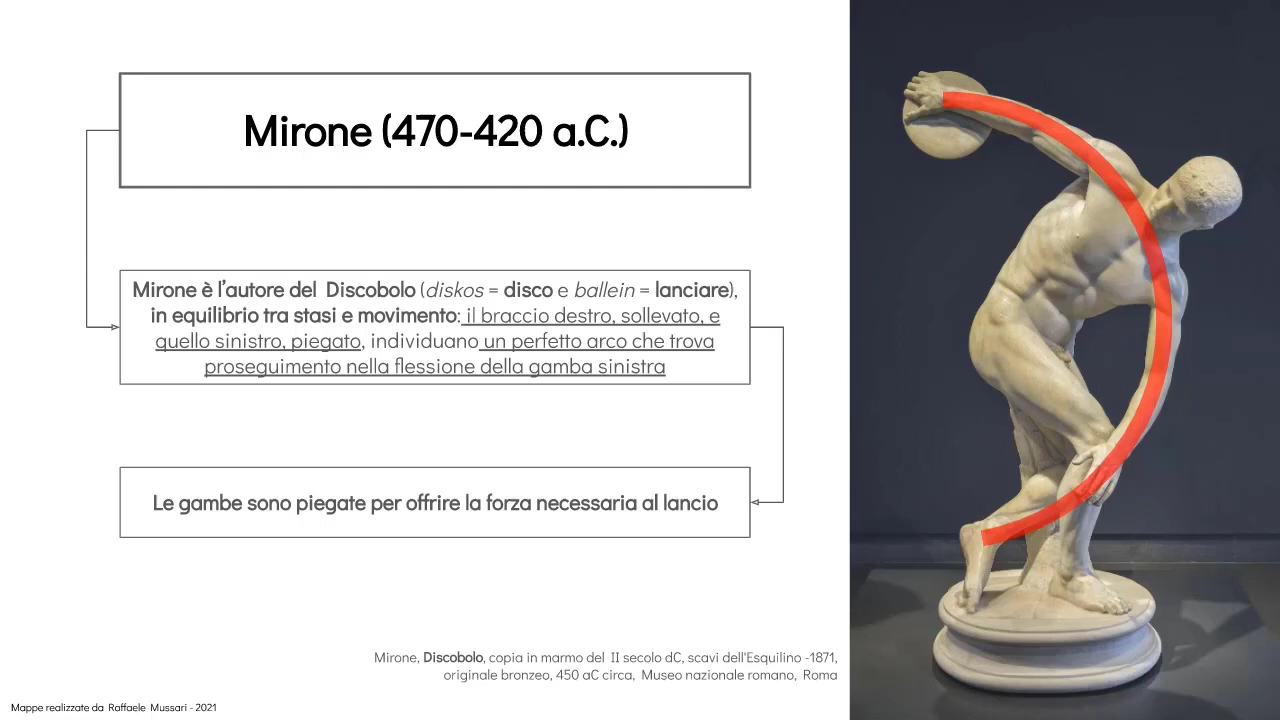 Mirone (470-420 a.C.)
Mirone è l'autore del Discobolo (diskos = disco e ballein = lanciare),
in equilibrio tra stasi e movimento: il braccio destro, sollevato, e
quello sinistro, piegato, individuano un perfetto arco che trova
proseguimento nella flessione della gamba sinistra
Le gambe sono piegate per offrire la forza necessaria al lancio
Mirone, Discobolo, copia in marmo del II secolo dC, scavi dell'Esquilino -1871,
originale bronzeo, 450 aC circa, Museo nazionale romano, Roma
Mappe realizzate da Raffaele Mussari - 2021